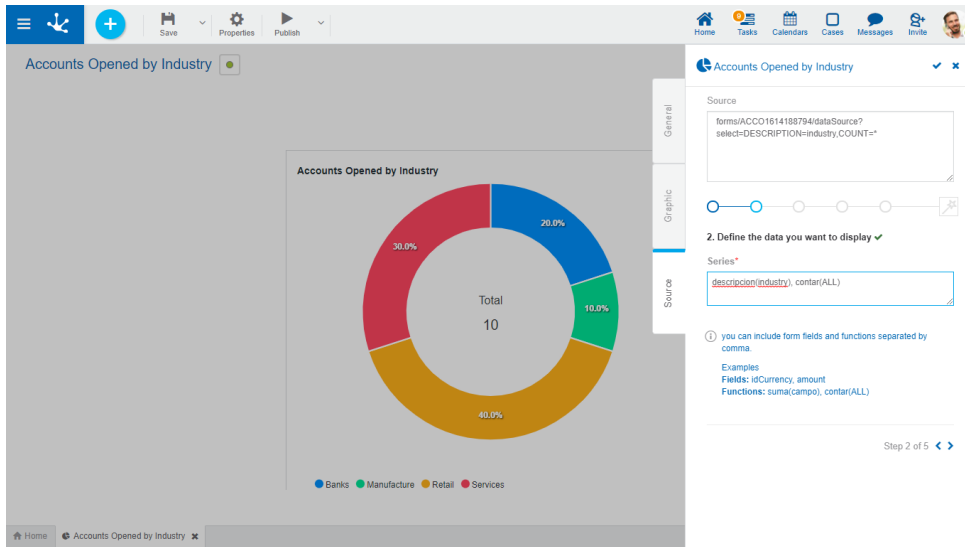 Save
Properties
Publish
Home
9
Tasks
Calendars
Cases
Messages
Invite
Accounts Opened by Industry
General
Graphic
Source
Accounts Opened by Industry
20.0%
30.0%
Total
10
10.0%
40.0%
Banks Manufacture Retail Services
Accounts Opened by Industry
Source
forms/ACCO1614188794/dataSource?
select=DESCRIPTION=industry,COUNT=*
2. Define the data you want to display
Series*
descripcion(industry), contar(ALL)
you can include form fields and functions separated by
comma.
Examples
Fields: idCurrency, amount
Functions: suma(campo), contar(ALL)
Step 2 of 5
Home
Accounts Opened by Industry